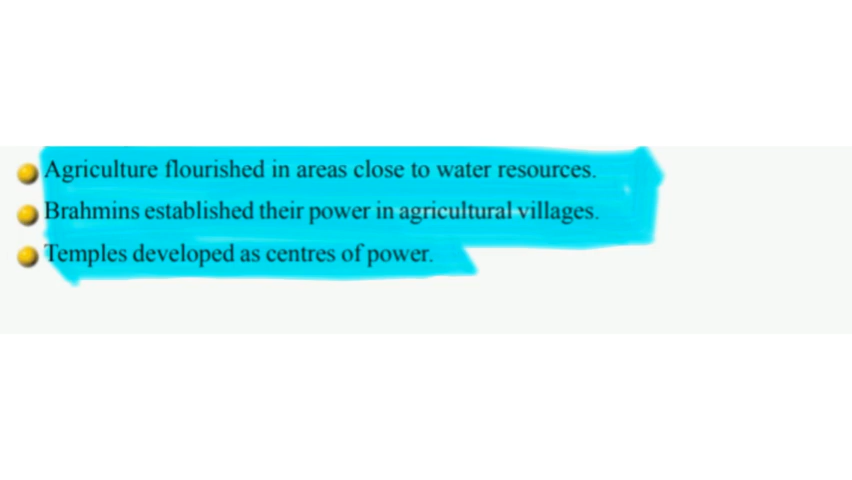 Agriculture flourished in areas close to water resources.
Brahmins established their power in agricultural villages.
Temples developed as centres of power.